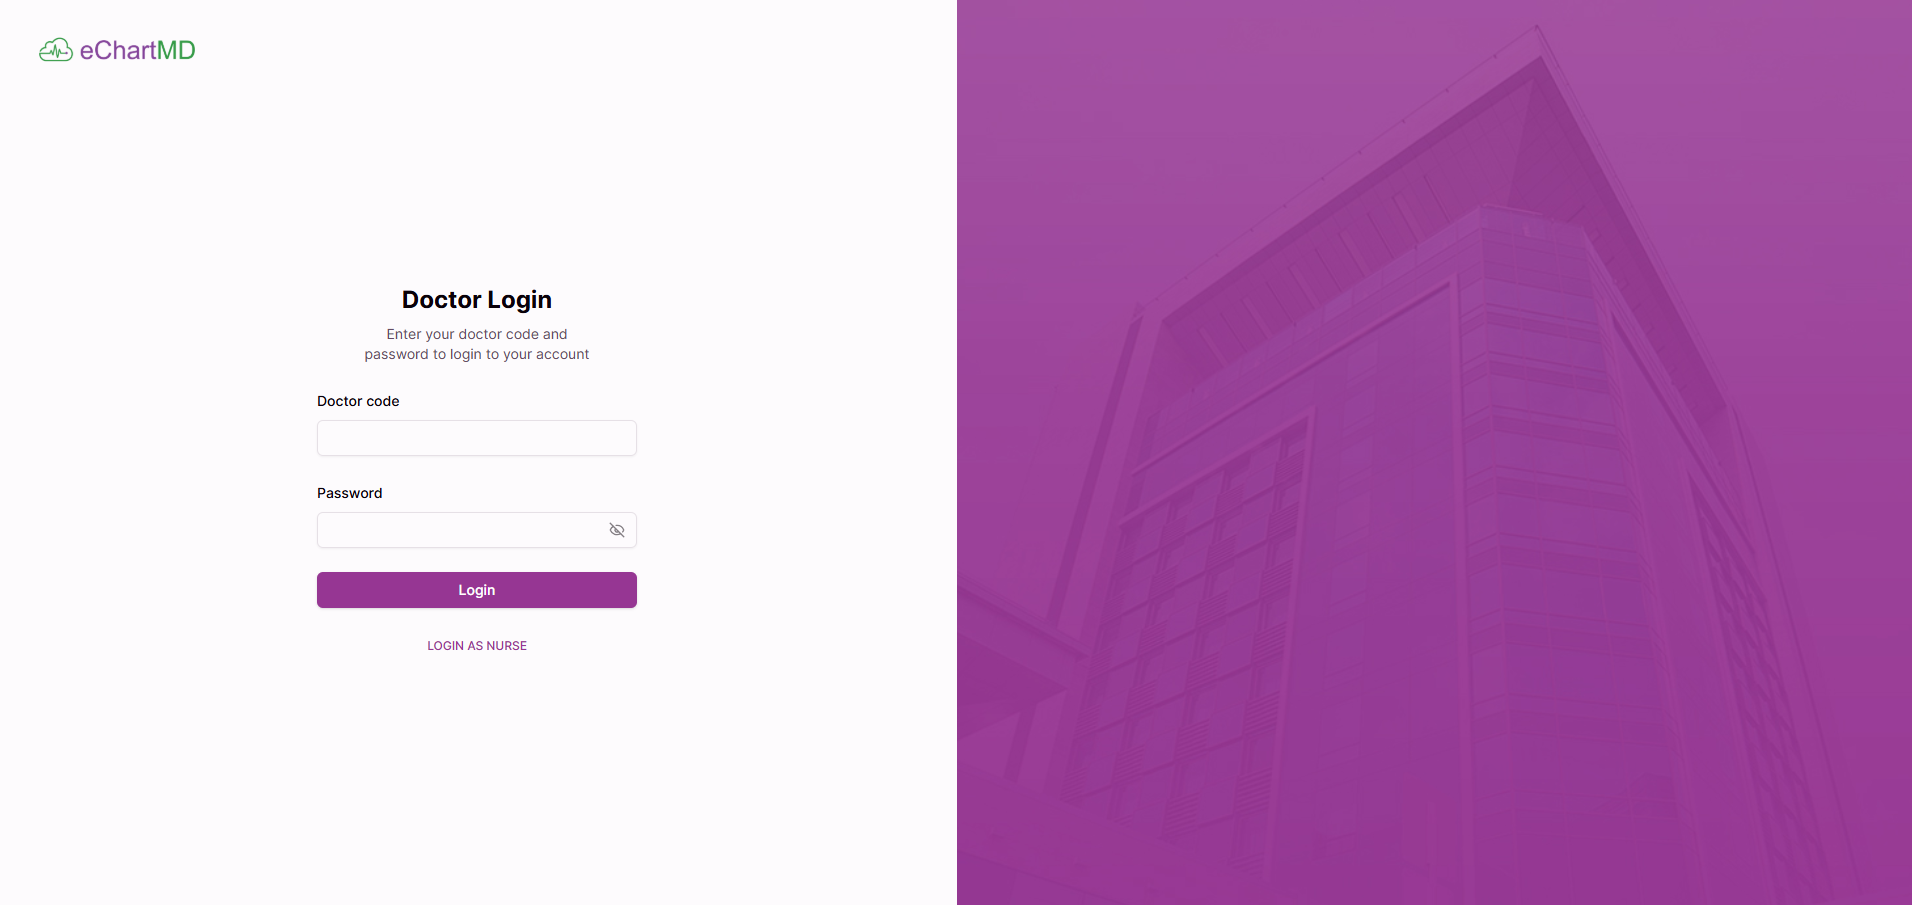 eChartMD
Doctor Login
Enter your doctor code and
password to login to your account
Doctor code
Password
Login
LOGIN AS NURSE